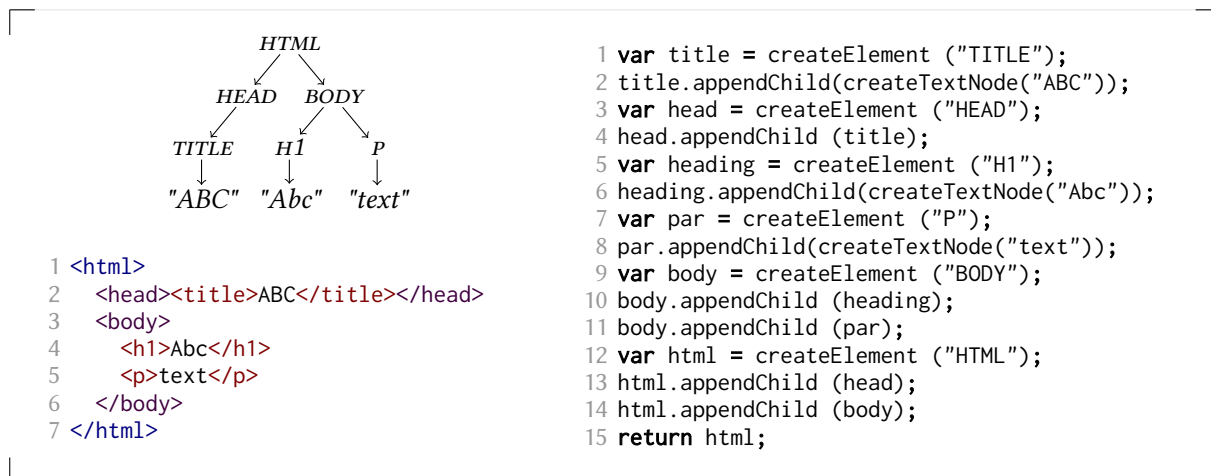 HTML
HEAD BODY
TITLE H1 P
"ABC" "Abc" "text"
1 <html>
2 <head><title>ABC</title></head>
3 <body>
4 <h1>Abc</h1>
5 <p>text</p>
6 </body>
7 </html>
1 var title = createElement ("TITLE");
2 title.appendChild(createTextNode("ABC"));
3 var head = createElement ("HEAD");
4 head.appendChild (title);
5 var heading = createElement ("H1");
6 heading.appendChild(createTextNode("Abc"));
7 var par = createElement ("P");
8 par.appendChild(createTextNode("text"));
9 var body = createElement ("BODY");
10 body.appendChild (heading);
11 body.appendChild (par);
12 var html = createElement ("HTML");
13 html.appendChild (head);
14 html.appendChild (body);
15 return html;